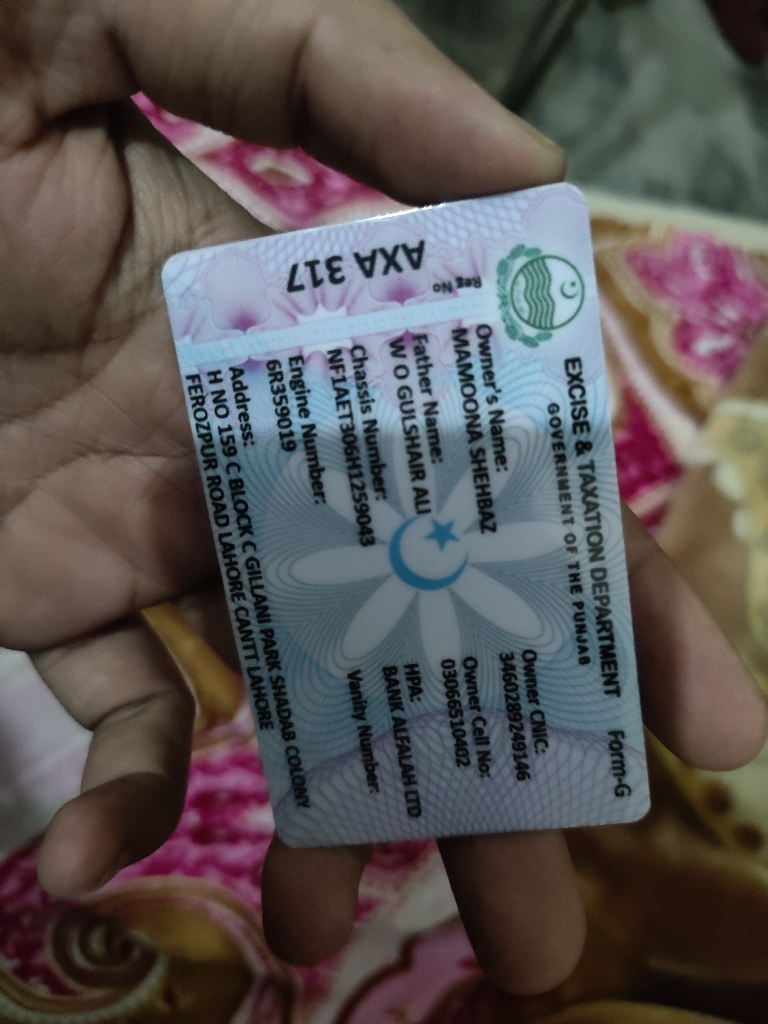 EXCISE & TAXATION DEPARTMENT
GOVERNMENT OF THE PUNJAB
Form-G
Reg No
AXA 317
Owner's Name:
MAMOONA SHEHBAZ
Father Name:
W O GULSHAIR ALI
Chassis Number:
NF1AET306H1259043
Engine Number:
6R359019
Address:
H NO 159 C BLOCK C GILLANI PARK SHADAB COLONY
FEROZPUR ROAD LAHORE CANTT LAHORE
Owner CNIC:
3460289249146
Owner Cell No:
03066510402
HPA:
BANK ALFALAH LTD
Vanity Number: